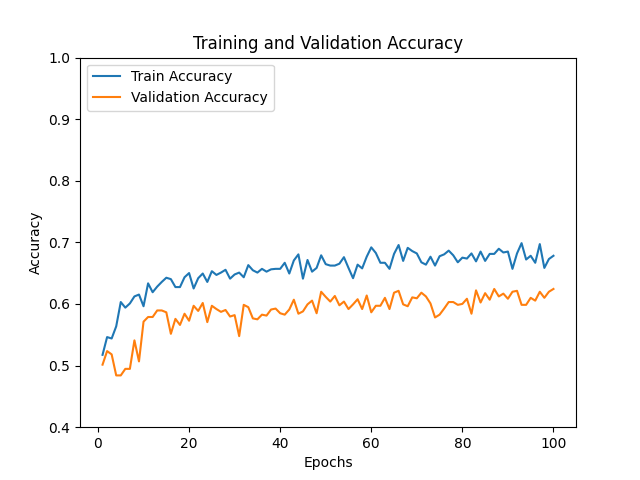 Training and Validation Accuracy
Train Accuracy
Validation Accuracy
1.0
0.9
0.8
0.7
0.6
0.5
0.4
Accuracy
0 20 40 60 80 100
Epochs